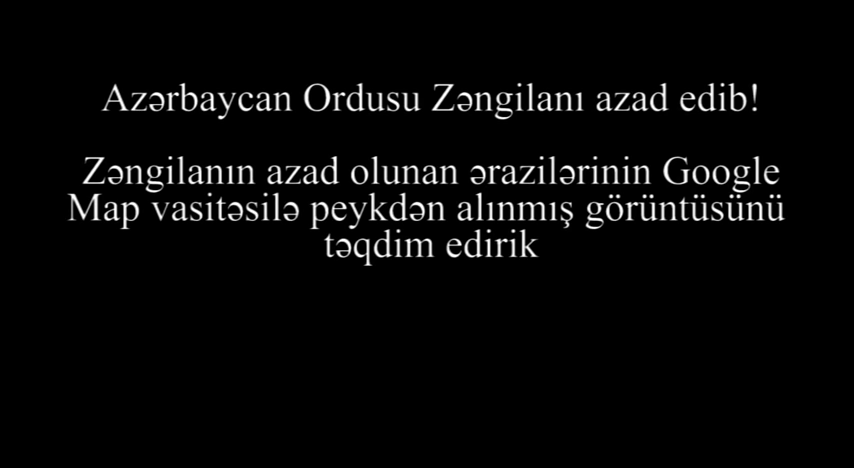 Azərbaycan Ordusu Zəngilanı azad edib!
Zəngilanın azad olunan ərazilərinin Google
Map vasitəsilə peykdən alınmış görüntüsünü
təqdim edirik